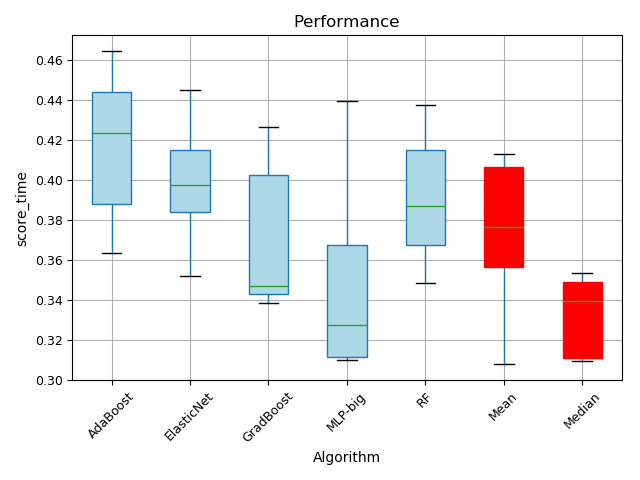 Performance
score_time
0.46
0.44
0.42
0.40
0.38
0.36
0.34
0.32
0.30
AdaBoost
ElasticNet
GradBoost
MLP-big
RF
Mean
Median
Algorithm